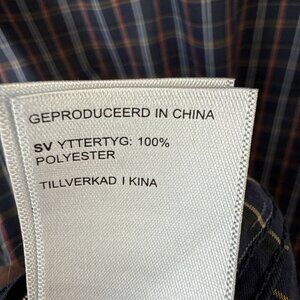 GEPRODUCEERD IN CHINA
SV YTTERTYG: 100%
POLYESTER
TILLVERKAD I KINA